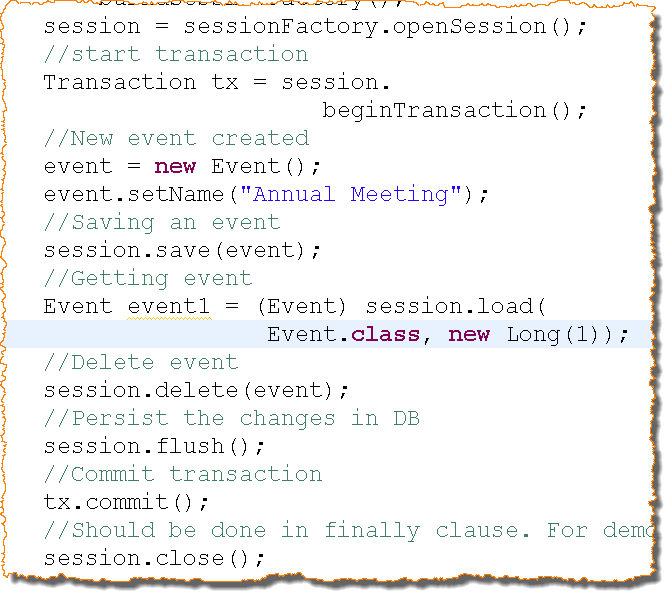 session = sessionFactory.openSession();
//start transaction
Transaction tx = session.
beginTransaction();
//New event created
event = new Event();
event.setName("Annual Meeting");
//Saving an event
session.save(event);
//Getting event
Event event1 = (Event) session.load(
Event.class, new Long(1));
//Delete event
session.delete(event);
//Persist the changes in DB
session.flush();
//Commit transaction
tx.commit();
//Should be done in finally clause. For demo
session.close();